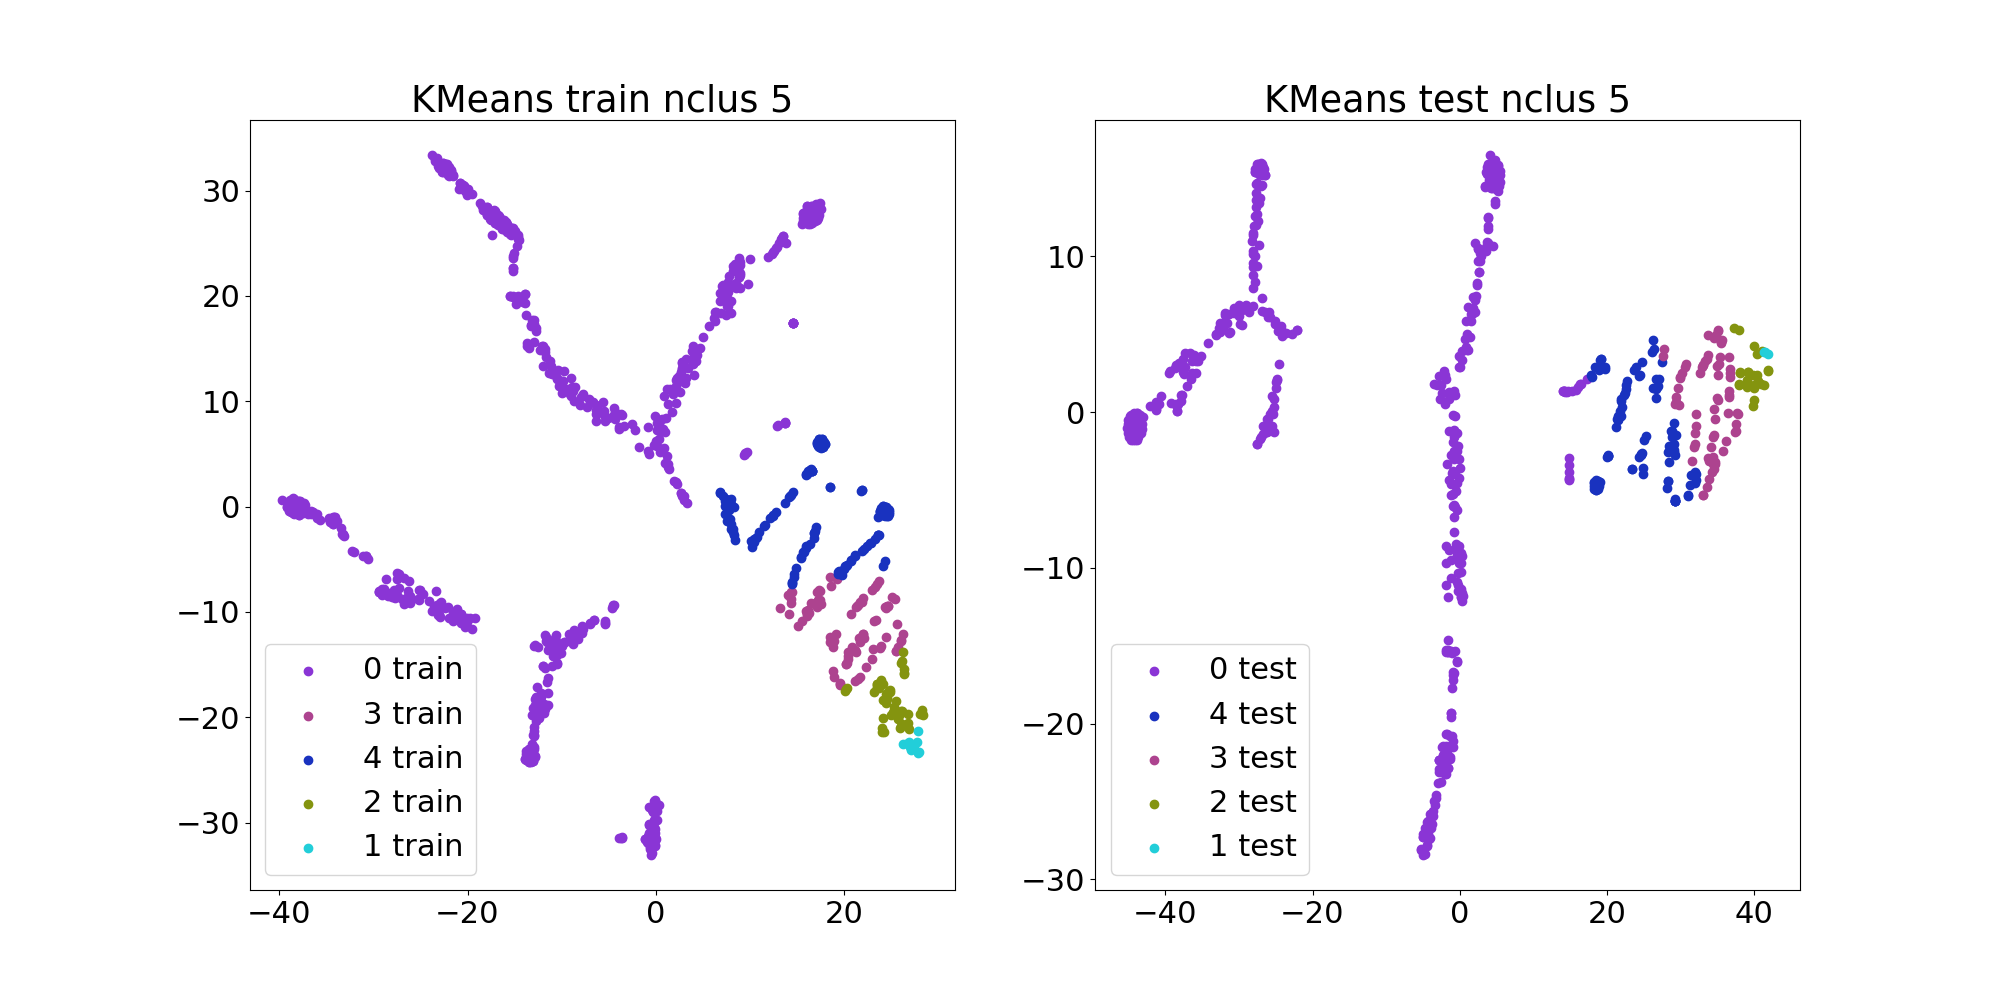 KMeans train nclus 5
30
20
10
0
−10
−20
−30
−40
−20
0
20
0 train
3 train
4 train
2 train
1 train
KMeans test nclus 5
10
0
−10
−20
−30
−40
−20
0
20
40
0 test
4 test
3 test
2 test
1 test